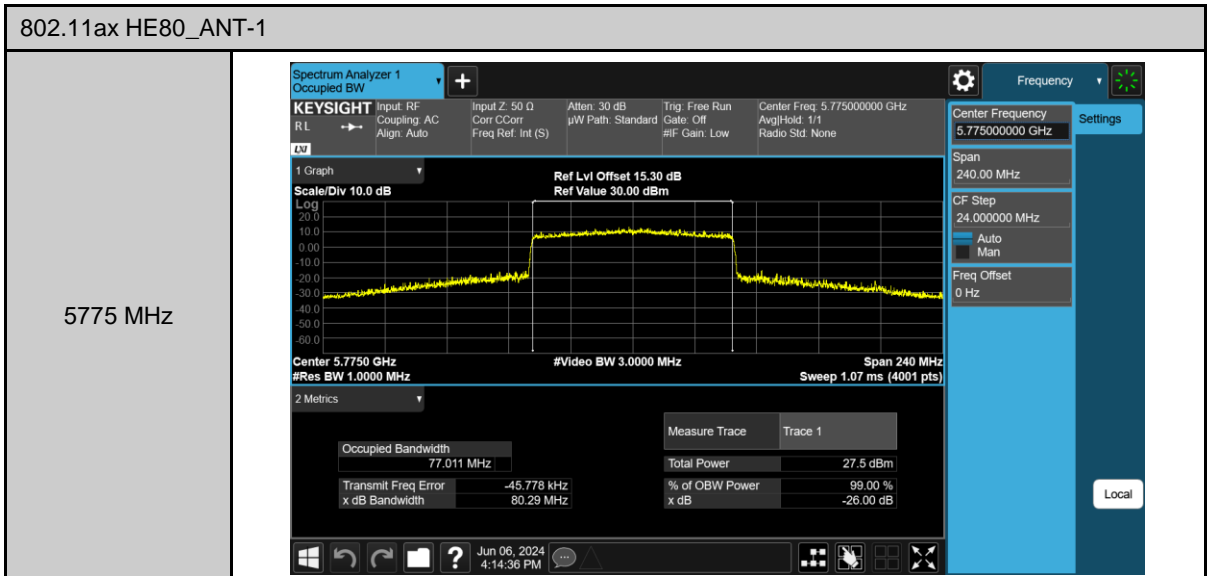 802.11ax HE80_ANT-1
5775 MHz
Spectrum Analyzer 1
Occupied BW
Frequency
KEYSIGHT
R L
LXI
Input: RF
Coupling: AC
Align: Auto
Input Z: 50 Ω
Corr CCorr
Freq Ref: Int (S)
Atten: 30 dB
µW Path: Standard
Trig: Free Run
Gate: Off
#IF Gain: Low
Center Freq: 5.775000000 GHz
Avg|Hold: 1/1
Radio Std: None
Center Frequency
5.775000000 GHz
Settings
Span
240.00 MHz
CF Step
24.000000 MHz
Auto
Man
Freq Offset
0 Hz
1 Graph
Scale/Div 10.0 dB
Ref Lvl Offset 15.30 dB
Ref Value 30.00 dBm
Log
20.0
10.0
0.00
-10.0
-20.0
-30.0
-40.0
-50.0
-60.0
Center 5.7750 GHz
#Video BW 3.0000 MHz
Span 240 MHz
#Res BW 1.0000 MHz
Sweep 1.07 ms (4001 pts)
2 Metrics
Measure Trace Trace 1
Occupied Bandwidth
77.011 MHz
Total Power 27.5 dBm
Transmit Freq Error -45.778 kHz
% of OBW Power 99.00 %
x dB Bandwidth 80.29 MHz
x dB -26.00 dB
Local
Jun 06, 2024
4:14:36 PM